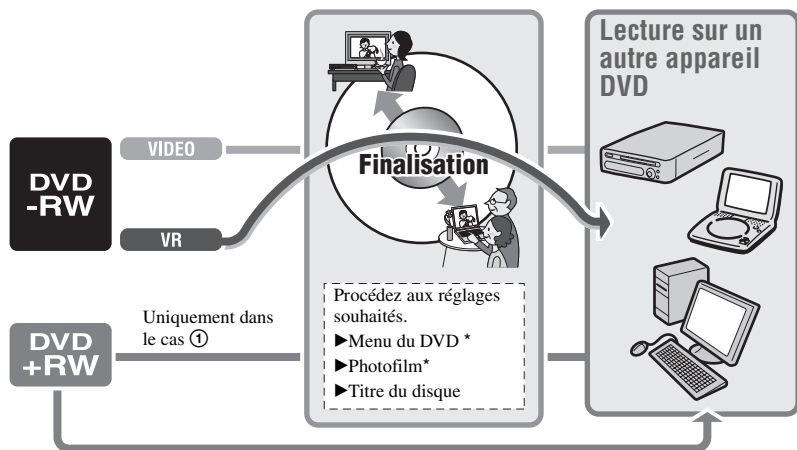 Lecture sur un
autre appareil
DVD
VIDEO
Finalisation
DVD
-RW
VR
Procédez aux réglages
souhaités.
►Menu du DVD *
►Photofilm*
►Titre du disque
Uniquement dans
le cas ①
DVD
+RW